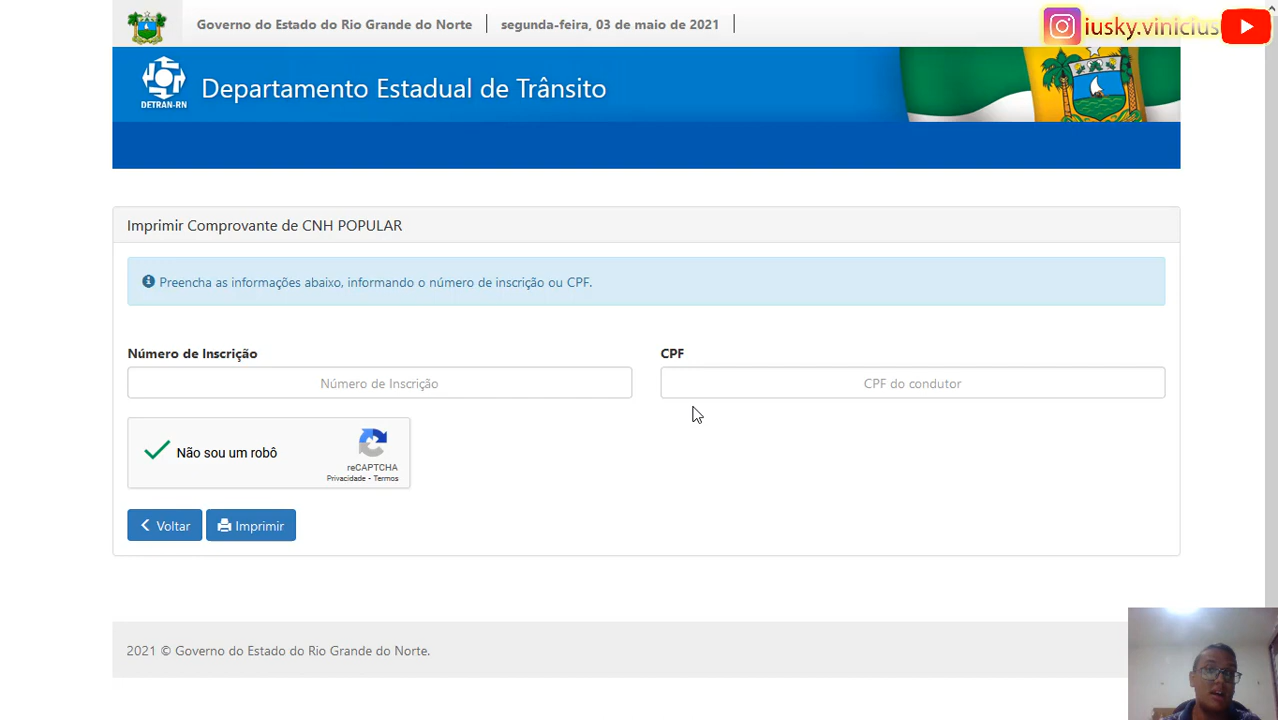 Governo do Estado do Rio Grande do Norte
segunda-feira, 03 de maio de 2021
iusky.vinicius
DETRAN-RN
Departamento Estadual de Trânsito
Imprimir Comprovante de CNH POPULAR
Preencha as informações abaixo, informando o número de inscrição ou CPF.
Número de Inscrição
CPF
Número de Inscrição
CPF do condutor
Não sou um robô
reCAPTCHA
Privacidade - Termos
Voltar
Imprimir
2021 © Governo do Estado do Rio Grande do Norte.